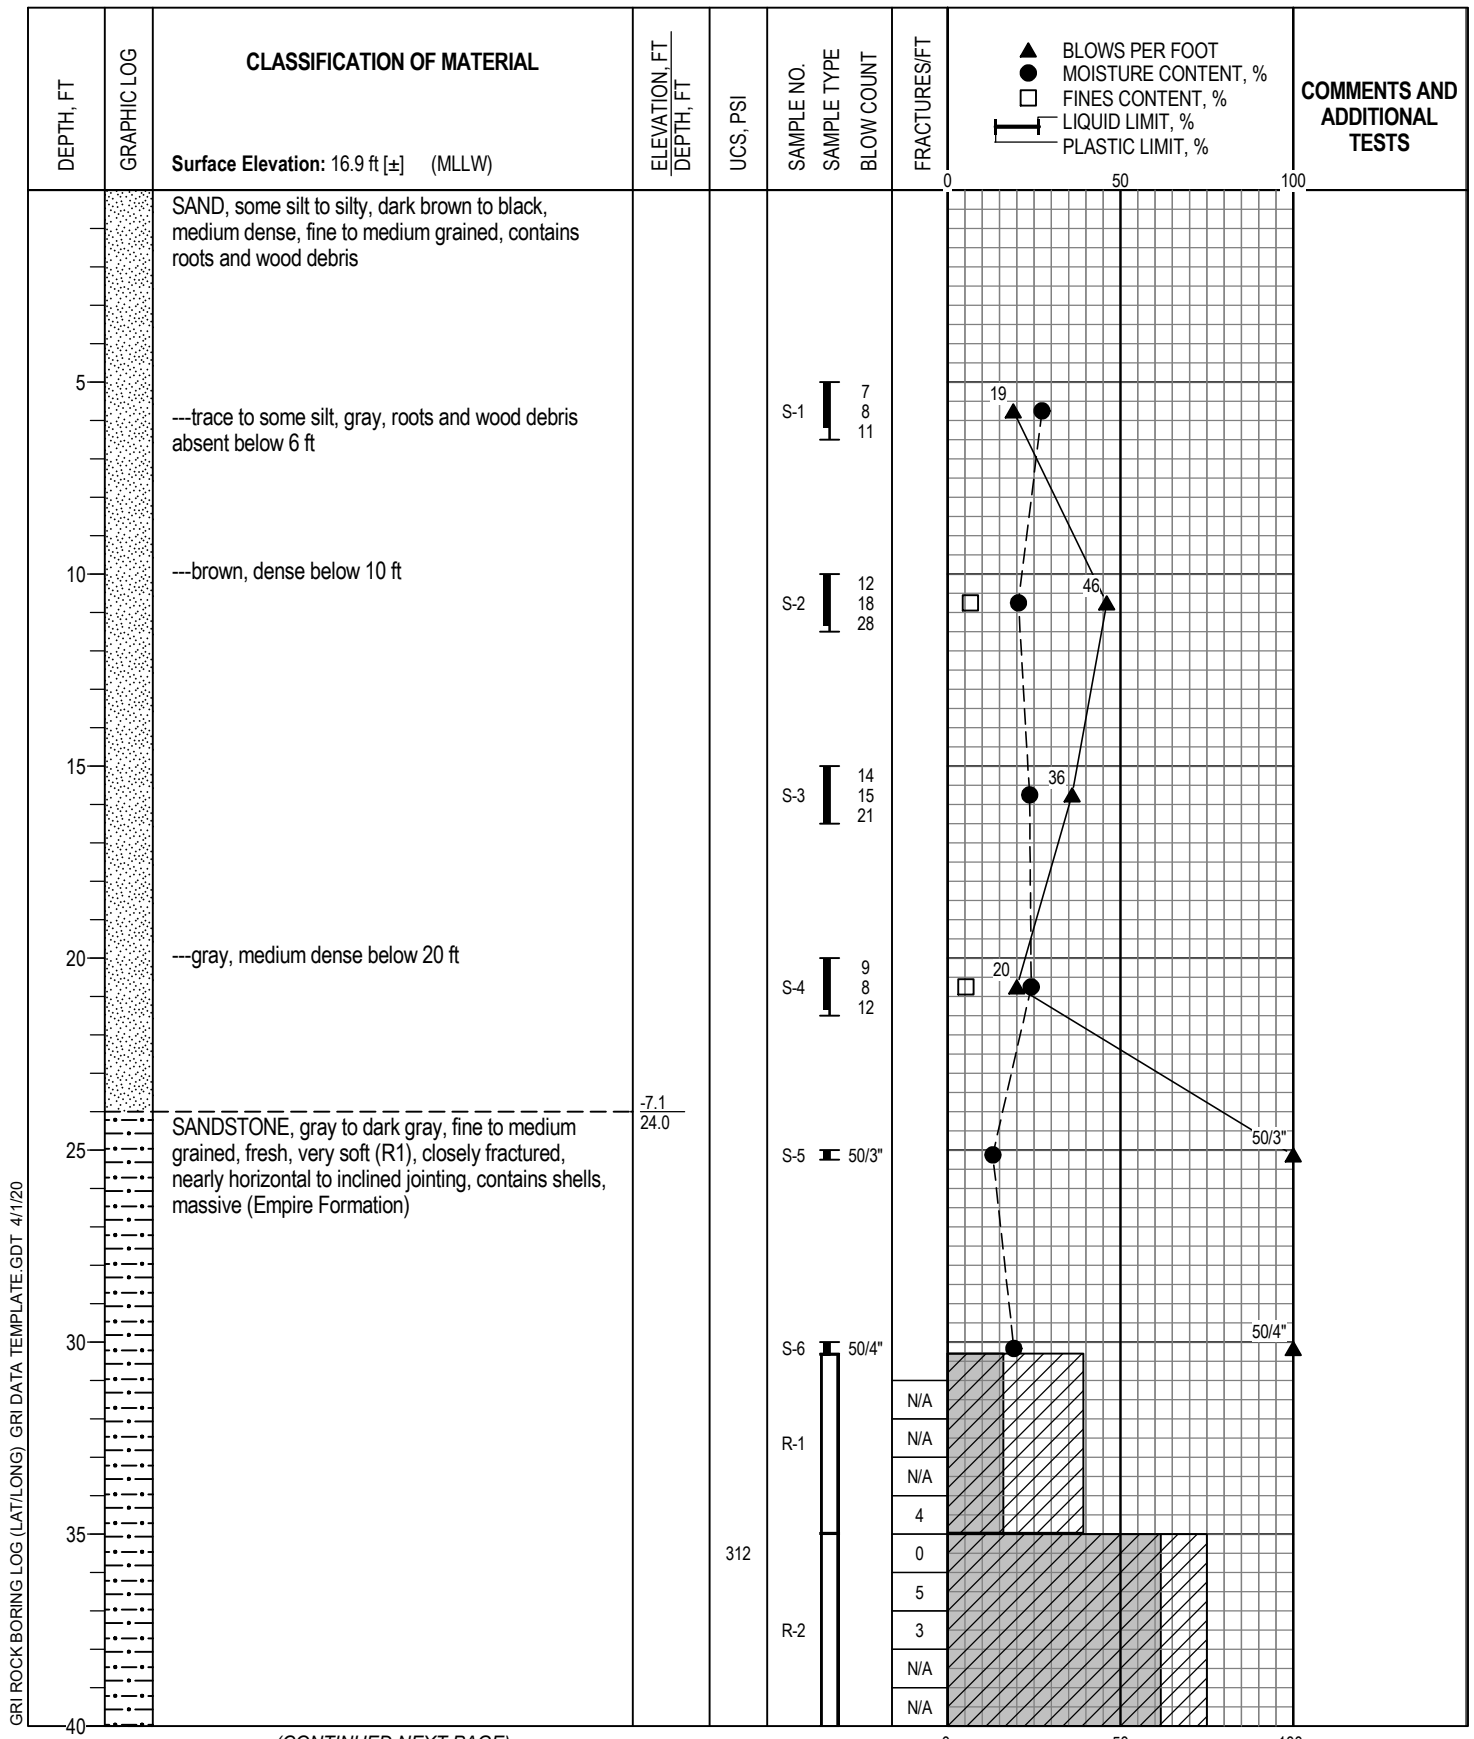 DEPTH, FT
GRAPHIC LOG
CLASSIFICATION OF MATERIAL
Surface Elevation: 16.9 ft [±] (MLLW)
ELEVATION, FT
DEPTH, FT
UCS, PSI
SAMPLE NO.
SAMPLE TYPE
BLOW COUNT
FRACTURES/FT
▲ BLOWS PER FOOT
● MOISTURE CONTENT, %
□ FINES CONTENT, %
LIQUID LIMIT, %
PLASTIC LIMIT, %
COMMENTS AND
ADDITIONAL
TESTS
0 50 100
SAND, some silt to silty, dark brown to black,
medium dense, fine to medium grained, contains
roots and wood debris
5
---trace to some silt, gray, roots and wood debris
absent below 6 ft
S-1
7
8
11
19
10
---brown, dense below 10 ft
S-2
12
18
28
46
15
S-3
14
15
21
36
20
---gray, medium dense below 20 ft
S-4
9
8
12
20
-7.1
24.0
SANDSTONE, gray to dark gray, fine to medium
grained, fresh, very soft (R1), closely fractured,
nearly horizontal to inclined jointing, contains shells,
massive (Empire Formation)
25
S-5
50/3"
50/3"
30
S-6
50/4"
50/4"
R-1
N/A
N/A
N/A
4
35
312
R-2
0
5
3
N/A
N/A
40
GRI ROCK BORING LOG (LAT/LONG) GRI DATA TEMPLATE.GDT 4/1/20
(CONTINUED NEXT PAGE)
0 50 100